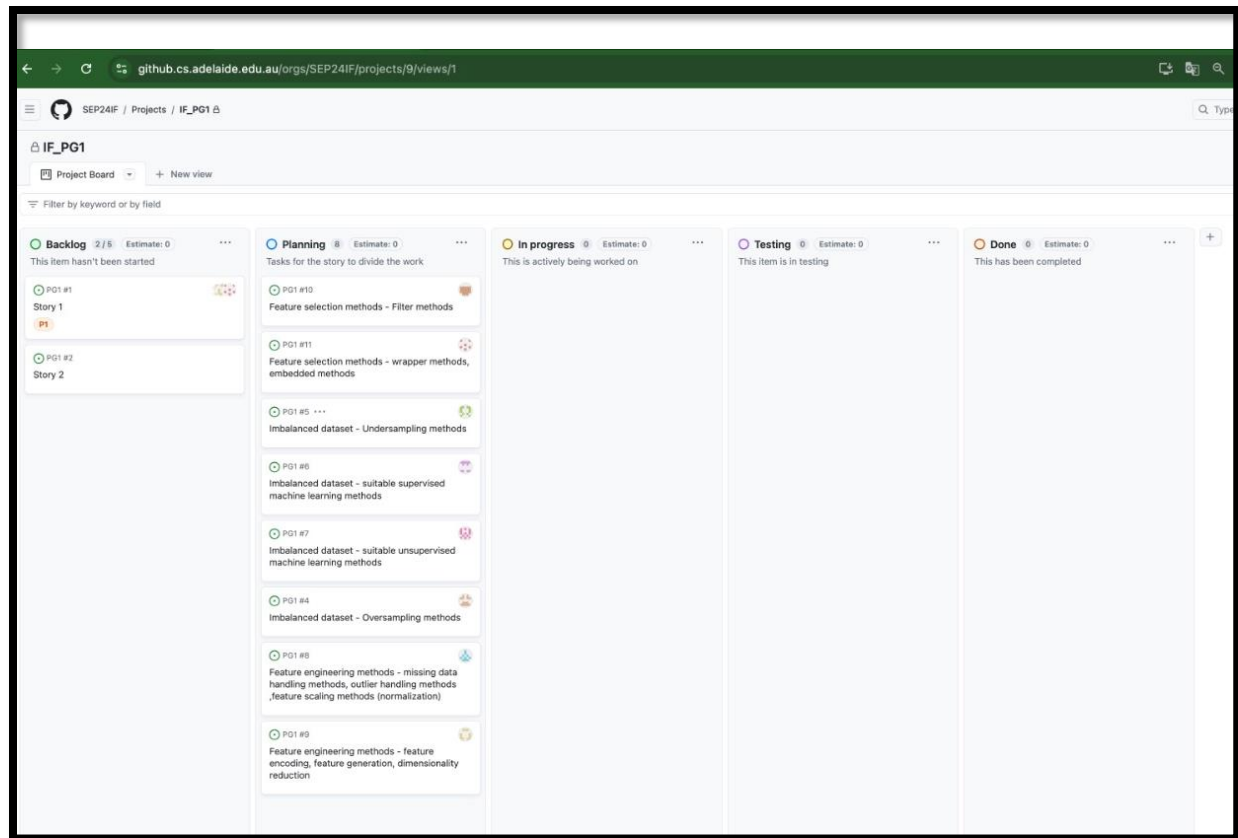 github.cs.adelaide.edu.au/orgs/SEP24IF/projects/9/views/1
SEP24IF / Projects / IF_PG1
Type
IF_PG1
Project Board
+ New view
Filter by keyword or by field
Backlog 2 / 5 Estimate: 0 ...
This item hasn't been started
PG1 #1
Story 1
P1
PG1 #2
Story 2
Planning 8 Estimate: 0 ...
Tasks for the story to divide the work
PG1 #10
Feature selection methods - Filter methods
PG1 #11
Feature selection methods - wrapper methods,
embedded methods
PG1 #5 ...
Imbalanced dataset - Undersampling methods
PG1 #6
Imbalanced dataset - suitable supervised
machine learning methods
PG1 #7
Imbalanced dataset - suitable unsupervised
machine learning methods
PG1 #4
Imbalanced dataset - Oversampling methods
PG1 #8
Feature engineering methods - missing data
handling methods, outlier handling methods
,feature scaling methods (normalization)
PG1 #9
Feature engineering methods - feature
encoding, feature generation, dimensionality
reduction
In progress 0 Estimate: 0 ...
This is actively being worked on
Testing 0 Estimate: 0 ...
This item is in testing
Done 0 Estimate: 0 ...
This has been completed
+